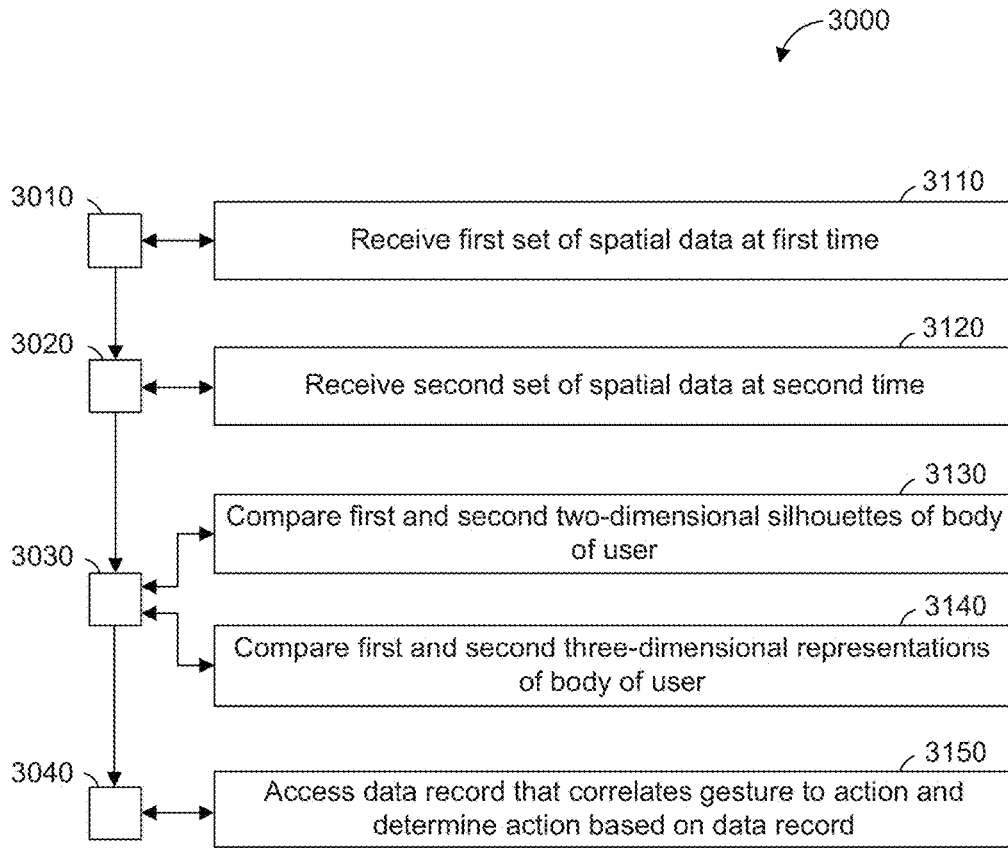 3000
3010
3110
Receive first set of spatial data at first time
3020
3120
Receive second set of spatial data at second time
3130
Compare first and second two-dimensional silhouettes of body
of user
3030
3140
Compare first and second three-dimensional representations
of body of user
3040
3150
Access data record that correlates gesture to action and
determine action based on data record